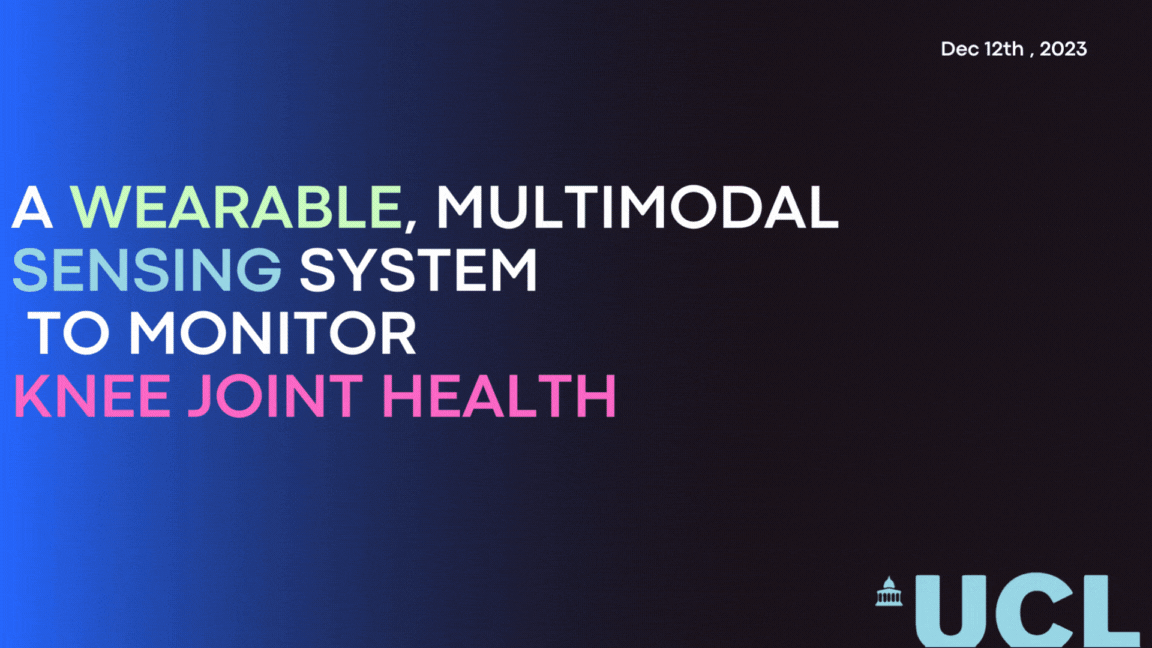 Dec 12th , 2023
A WEARABLE, MULTIMODAL
SENSING SYSTEM
TO MONITOR
KNEE JOINT HEALTH
UCL